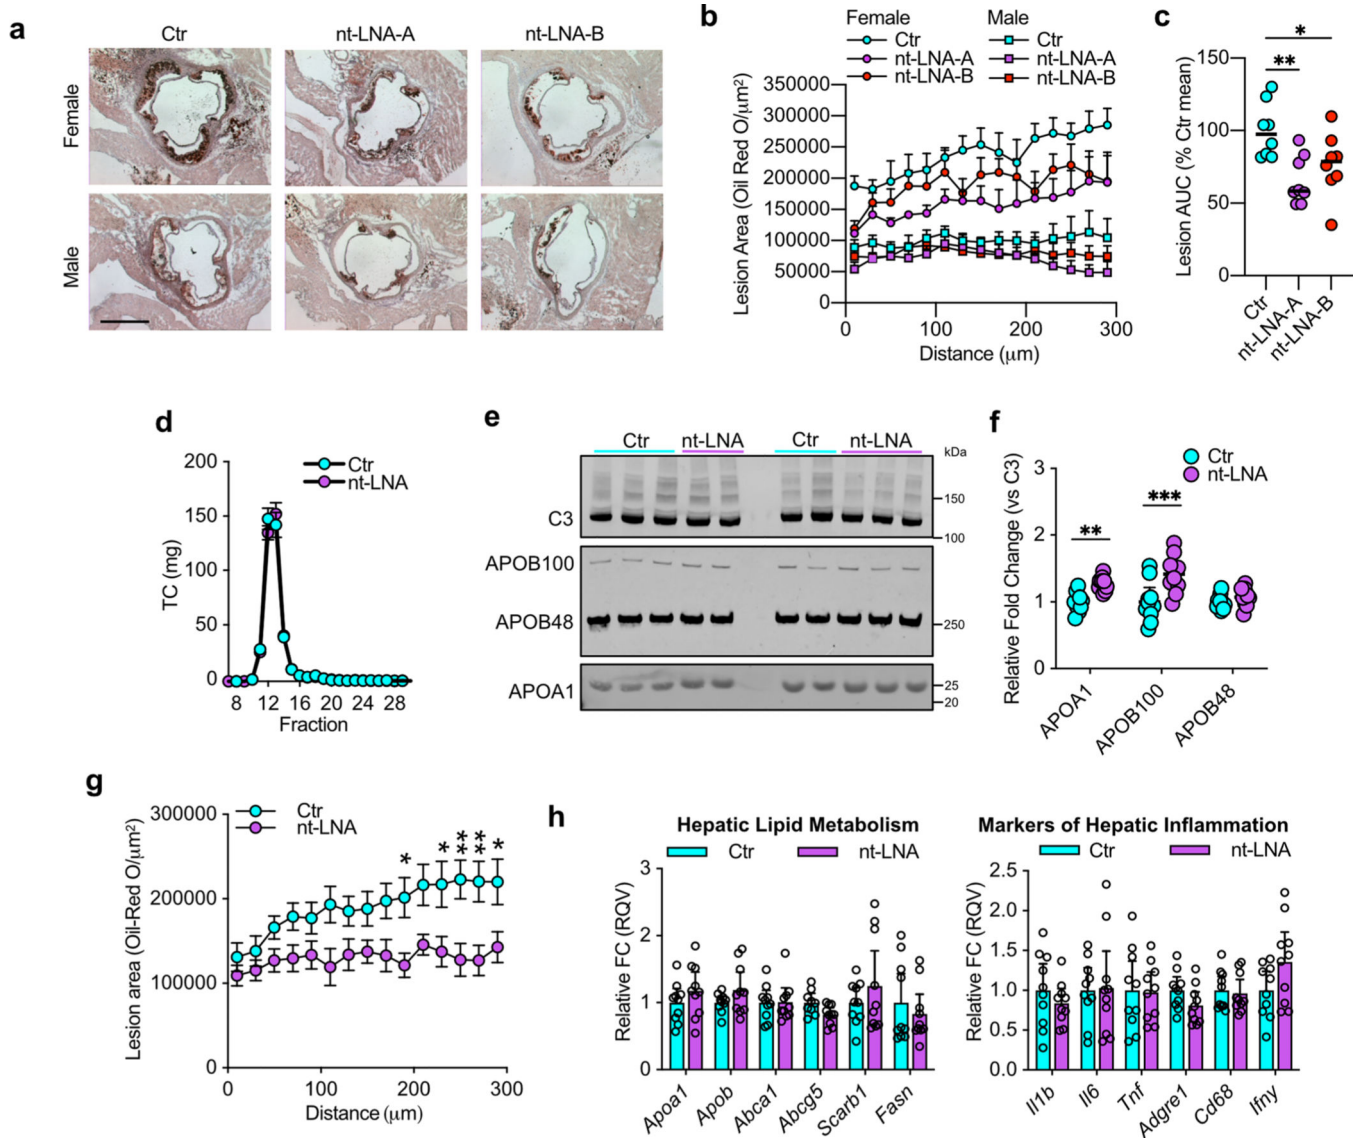 a
Ctr
nt-LNA-A
nt-LNA-B
Female
Male
b
Female
Male
Ctr
Ctr
nt-LNA-A
nt-LNA-A
nt-LNA-B
nt-LNA-B
Lesion Area (Oil Red O/µm²)
350000
300000
250000
200000
150000
100000
50000
0
0
100
200
300
Distance (µm)
c
*
**
Lesion AUC (% Ctr mean)
150
100
50
0
Ctr
nt-LNA-A
nt-LNA-B
d
Ctr
nt-LNA
TC (mg)
200
150
100
50
0
8
12
16
20
24
28
Fraction
e
Ctr
nt-LNA
Ctr
nt-LNA
kDa
C3
150
100
APOB100
APOB48
250
APOA1
25
20
f
Ctr
nt-LNA
Relative Fold Change (vs C3)
3
2
1
0
**
***
APOA1
APOB100
APOB48
g
Ctr
nt-LNA
Lesion area (Oil-Red O/µm²)
300000
200000
100000
0
*
*
**
**
*
0
100
200
300
Distance (µm)
h
Hepatic Lipid Metabolism
Ctr
nt-LNA
Relative FC (RQV)
3
2
1
0
Apoa1
Apob
Abca1
Abcg5
Scarb1
Fasn
Markers of Hepatic Inflammation
Ctr
nt-LNA
Relative FC (RQV)
2.5
2.0
1.5
1.0
0.5
0.0
Il1b
Il6
Tnf
Adgre1
Cd68
Ifny